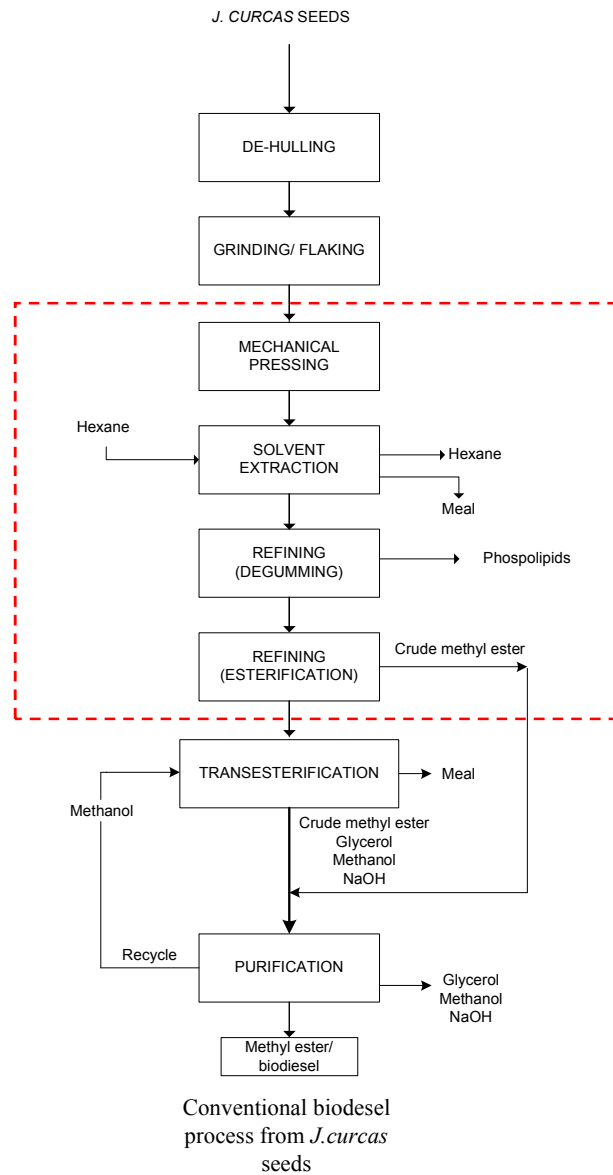 J. CURCAS SEEDS
DE-HULLING
GRINDING/ FLAKING
MECHANICAL
PRESSING
Hexane
SOLVENT
EXTRACTION
Hexane
Meal
REFINING
(DEGUMMING)
Phospolipids
REFINING
(ESTERIFICATION)
Crude methyl ester
TRANSESTERIFICATION
Meal
Methanol
Crude methyl ester
Glycerol
Methanol
NaOH
Recycle
PURIFICATION
Glycerol
Methanol
NaOH
Methyl ester/
biodiesel
Conventional biodesel
process from J.curcas
seeds